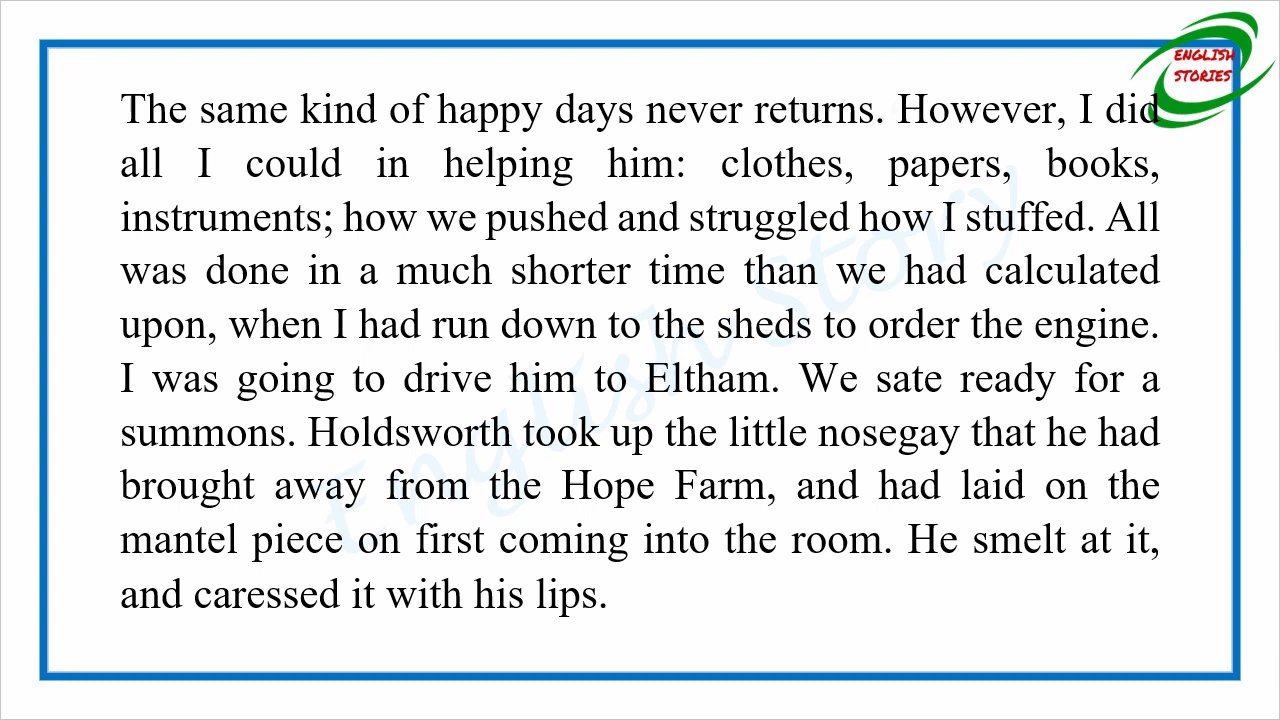 ENGLISH
STORIES
The same kind of happy days never returns. However, I did
all I could in helping him: clothes, papers, books,
instruments; how we pushed and struggled how I stuffed. All
was done in a much shorter time than we had calculated
upon, when I had run down to the sheds to order the engine.
I was going to drive him to Eltham. We sate ready for a
summons. Holdsworth took up the little nosegay that he had
brought away from the Hope Farm, and had laid on the
mantel piece on first coming into the room. He smelt at it,
and caressed it with his lips.
English Story